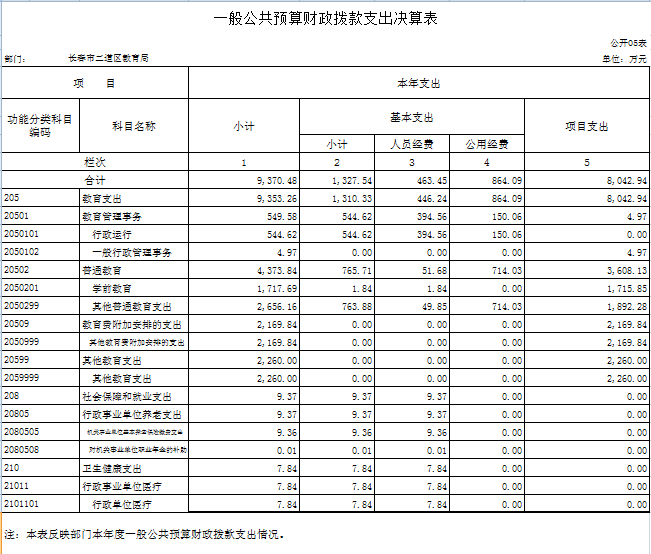 一般公共预算财政拨款支出决算表
公开05表
部门： 长春市二道区教育局 单位：万元
项 目 本年支出
功能分类科目编码 科目名称 小计 基本支出 项目支出
小计 人员经费 公用经费
栏次 1 2 3 4 5
合计 9,370.48 1,327.54 463.45 864.09 8,042.94
205 教育支出 9,353.26 1,310.33 446.24 864.09 8,042.94
20501 教育管理事务 549.58 544.62 394.56 150.06 4.97
2050101 行政运行 544.62 544.62 394.56 150.06 0.00
2050102 一般行政管理事务 4.97 0.00 0.00 0.00 4.97
20502 普通教育 4,373.84 765.71 51.68 714.03 3,608.13
2050201 学前教育 1,717.69 1.84 1.84 0.00 1,715.85
2050299 其他普通教育支出 2,656.16 763.88 49.85 714.03 1,892.28
20509 教育费附加安排的支出 2,169.84 0.00 0.00 0.00 2,169.84
2050999 其他教育费附加安排的支出 2,169.84 0.00 0.00 0.00 2,169.84
20599 其他教育支出 2,260.00 0.00 0.00 0.00 2,260.00
2059999 其他教育支出 2,260.00 0.00 0.00 0.00 2,260.00
208 社会保障和就业支出 9.37 9.37 9.37 0.00 0.00
20805 行政事业单位养老支出 9.37 9.37 9.37 0.00 0.00
2080505 机关事业单位基本养老保险缴费支出 9.36 9.36 9.36 0.00 0.00
2080508 对机关事业单位职业年金的补助 0.01 0.01 0.01 0.00 0.00
210 卫生健康支出 7.84 7.84 7.84 0.00 0.00
21011 行政事业单位医疗 7.84 7.84 7.84 0.00 0.00
2101101 行政单位医疗 7.84 7.84 7.84 0.00 0.00
注：本表反映部门本年度一般公共预算财政拨款支出情况。